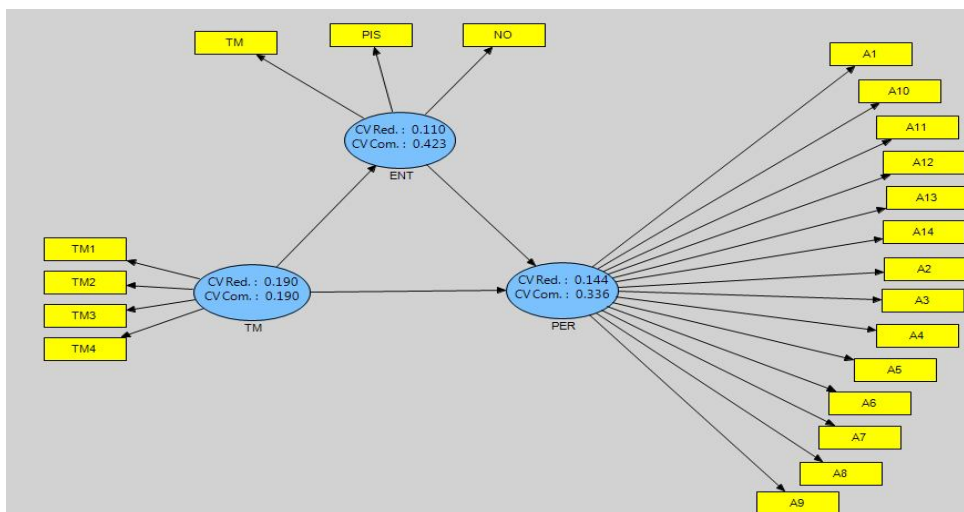 TM
PIS
NO
A1
A10
A11
A12
A13
A14
A2
A3
A4
A5
A6
A7
A8
A9
CV Red. : 0.110
CV Com. : 0.423
ENT
TM1
TM2
TM3
TM4
CV Red. : 0.190
CV Com. : 0.190
TM
CV Red. : 0.144
CV Com. : 0.336
PER